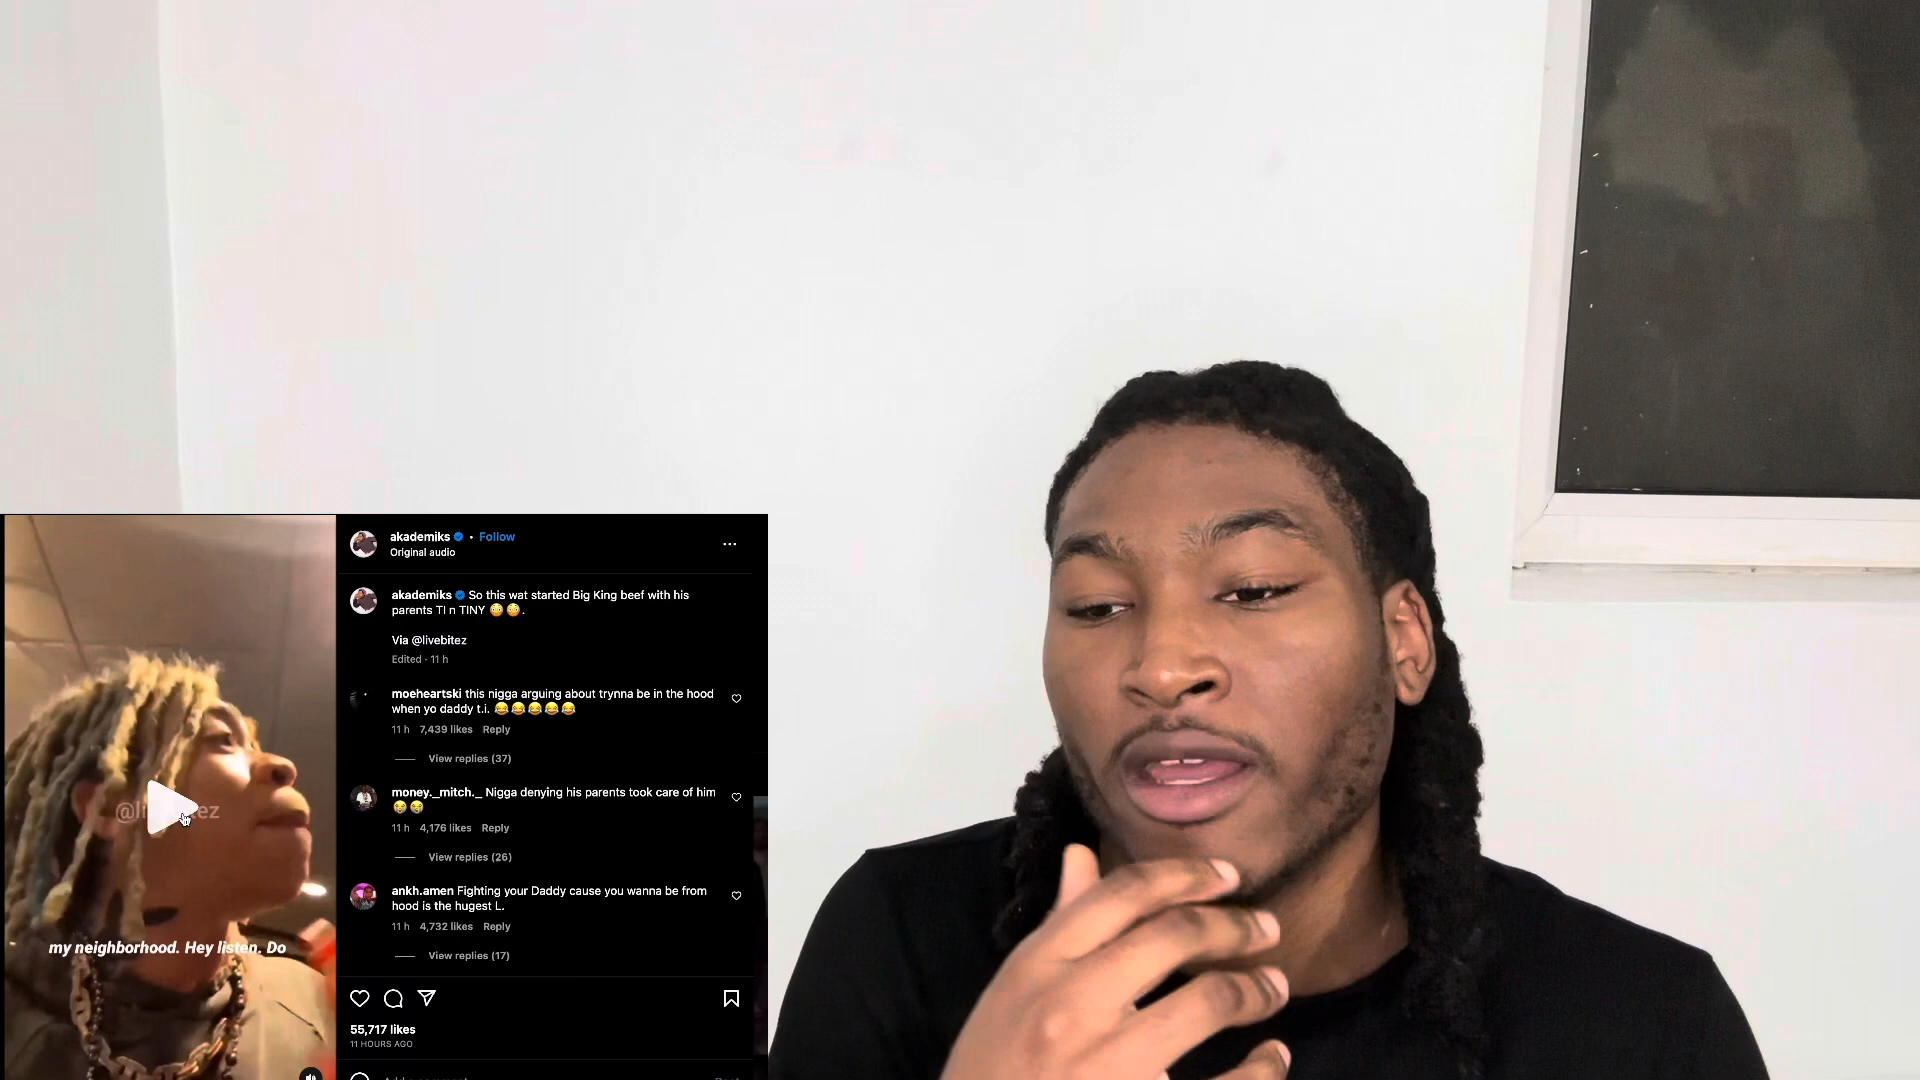 akademiks • Follow
Original audio
akademiks So this wat started Big King beef with his
parents TI n TINY 😳😳.
Via @livebitez
Edited · 11 h
moeheartski this nigga arguing about trynna be in the hood
when yo daddy t.i. 😂😂😂😂😂
11 h 7,439 likes Reply
View replies (37)
money._mitch._ Nigga denying his parents took care of him
😭😭
11 h 4,176 likes Reply
View replies (26)
ankh.amen Fighting your Daddy cause you wanna be from
hood is the hugest L.
11 h 4,732 likes Reply
View replies (17)
55,717 likes
11 HOURS AGO
my neighborhood. Hey listen. Do